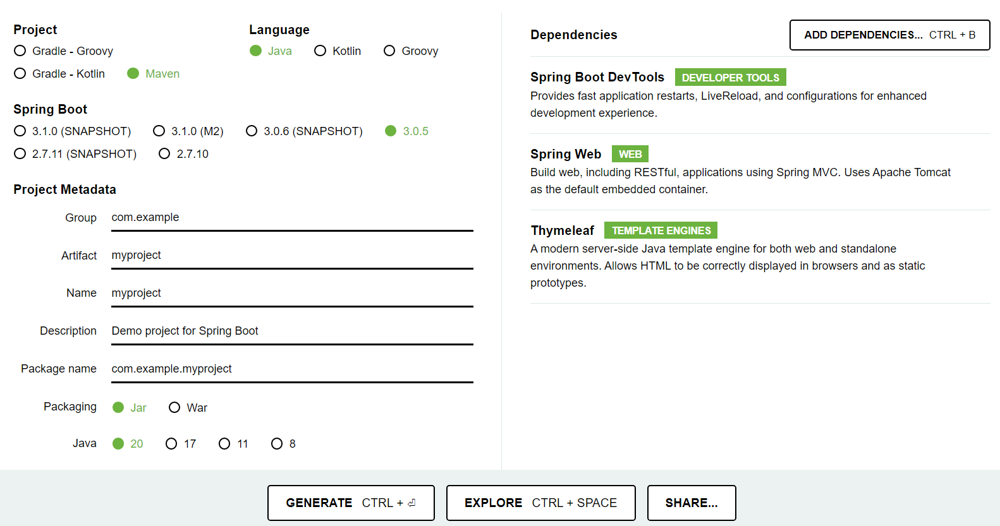 Project
Gradle - Groovy
Gradle - Kotlin Maven
Language
Java Kotlin Groovy
Spring Boot
3.1.0 (SNAPSHOT) 3.1.0 (M2) 3.0.6 (SNAPSHOT) 3.0.5
2.7.11 (SNAPSHOT) 2.7.10
Project Metadata
Group com.example
Artifact myproject
Name myproject
Description Demo project for Spring Boot
Package name com.example.myproject
Packaging Jar War
Java 20 17 11 8
Dependencies ADD DEPENDENCIES... CTRL + B
Spring Boot DevTools DEVELOPER TOOLS
Provides fast application restarts, LiveReload, and configurations for enhanced
development experience.
Spring Web WEB
Build web, including RESTful, applications using Spring MVC. Uses Apache Tomcat
as the default embedded container.
Thymeleaf TEMPLATE ENGINES
A modern server-side Java template engine for both web and standalone
environments. Allows HTML to be correctly displayed in browsers and as static
prototypes.
GENERATE CTRL + ⏎ EXPLORE CTRL + SPACE SHARE...